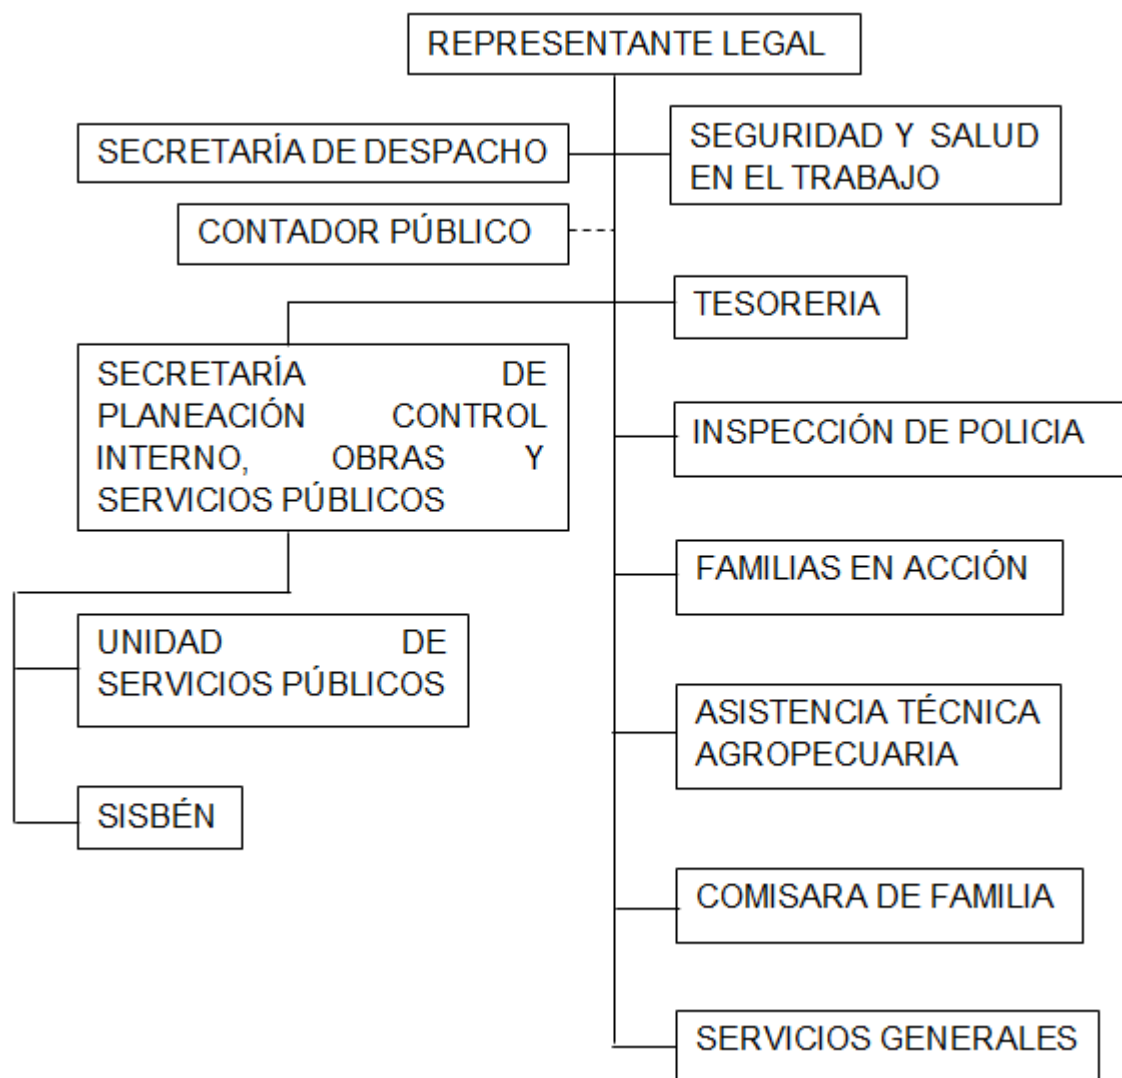 REPRESENTANTE LEGAL
SECRETARÍA DE DESPACHO
SEGURIDAD Y SALUD
EN EL TRABAJO
CONTADOR PÚBLICO
TESORERIA
SECRETARÍA DE
PLANEACIÓN CONTROL
INTERNO, OBRAS Y
SERVICIOS PÚBLICOS
INSPECCIÓN DE POLICIA
FAMILIAS EN ACCIÓN
UNIDAD DE
SERVICIOS PÚBLICOS
ASISTENCIA TÉCNICA
AGROPECUARIA
SISBÉN
COMISARA DE FAMILIA
SERVICIOS GENERALES